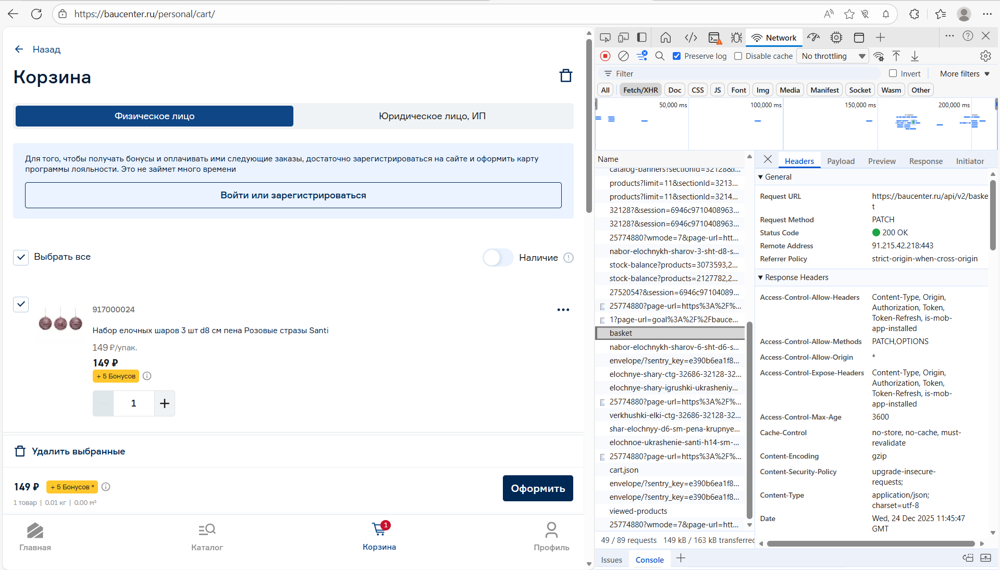 https://baucenter.ru/personal/cart/
Назад
Корзина
Физическое лицо
Юридическое лицо, ИП
Для того, чтобы получать бонусы и оплачивать ими следующие заказы, достаточно зарегистрироваться на сайте и оформить карту
программы лояльности. Это не займет много времени
Войти или зарегистрироваться
Выбрать все
Наличие
917000024
Набор елочных шаров 3 шт d8 см пена Розовые стразы Santi
149 ₽/упак.
149 ₽
+ 5 Бонусов
1
Удалить выбранные
149 ₽
+ 5 Бонусов *
1 товар | 0.01 кг | 0.00 м³
Оформить
Главная
Каталог
1
Корзина
Профиль
Network
Preserve log
Disable cache
No throttling
Filter
Invert
More filters
All
Fetch/XHR
Doc
CSS
JS
Font
Img
Media
Manifest
Socket
Wasm
Other
50,000 ms
100,000 ms
150,000 ms
200,000 ms
Name
catalog-banners?sectionId=32128&l...
products?limit=11&sectionId=3213...
products?limit=11&sectionId=3214...
32128?&session=6946c9710408963...
32128?&session=6946c9710408963...
25774880?wmode=7&page-url=htt...
nabor-elochnykh-sharov-3-sht-d8-s...
stock-balance?products=3073593,2...
stock-balance?products=2127782,2...
2752054?&session=6946c97104089...
25774880?page-url=https%3A%2F%...
1?page-url=goal%3A%2F%2Fbauce...
basket
nabor-elochnykh-sharov-6-sht-d6-s...
envelope/?sentry_key=e390b6ea1f8...
elochnye-shary-ctg-32686-32128-32...
elochnye-shary-igrushki-ukrasheniy...
25774880?page-url=https%3A%2F%...
verkhushki-elki-ctg-32686-32128-32...
shar-elochnyy-d6-sm-pena-krupnye...
elochnoe-ukrashenie-santi-h14-sm-...
25774880?page-url=https%3A%2F%...
cart.json
envelope/?sentry_key=e390b6ea1f8...
envelope/?sentry_key=e390b6ea1f8...
viewed-products
25774880?wmode=7&page-url=htt...
49 / 89 requests
149 kB / 163 kB transferred
Headers
Payload
Preview
Response
Initiator
General
Request URL
https://baucenter.ru/api/v2/baske
t
Request Method
PATCH
Status Code
200 OK
Remote Address
91.215.42.218:443
Referrer Policy
strict-origin-when-cross-origin
Response Headers
Access-Control-Allow-Headers
Content-Type, Origin,
Authorization, Token,
Token-Refresh, is-mob-
app-installed
Access-Control-Allow-Methods
PATCH,OPTIONS
Access-Control-Allow-Origin
*
Access-Control-Expose-Headers
Content-Type, Origin,
Authorization, Token,
Token-Refresh, is-mob-
app-installed
Access-Control-Max-Age
3600
Cache-Control
no-store, no-cache, must-
revalidate
Content-Encoding
gzip
Content-Security-Policy
upgrade-insecure-
requests;
Content-Type
application/json;
charset=utf-8
Date
Wed, 24 Dec 2025 11:45:47
GMT
Issues
Console